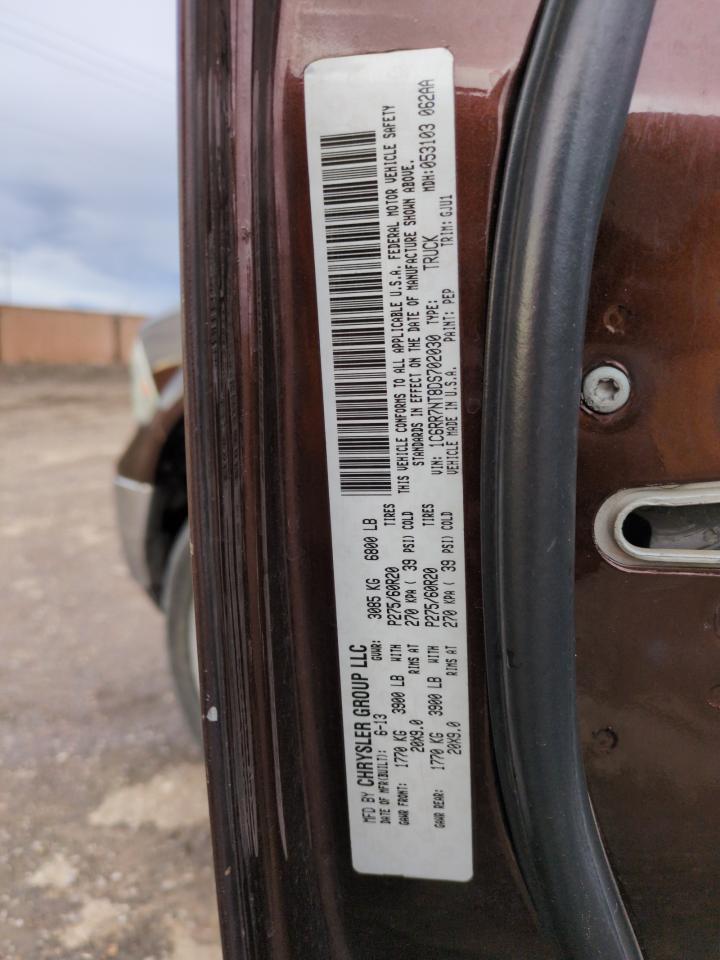 MFD BY CHRYSLER GROUP LLC
DATE OF MFR(BUILT): 6-13 GVWR: 3085 KG 6800 LB
GAWR FRONT: 1770 KG 3900 LB WITH P275/60R20 TIRES
20X9.0 RIMS AT 270 KPA ( 39 PSI) COLD
GAWR REAR: 1770 KG 3900 LB WITH P275/60R20 TIRES
20X9.0 RIMS AT 270 KPA ( 39 PSI) COLD
THIS VEHICLE CONFORMS TO ALL APPLICABLE U.S.A. FEDERAL MOTOR VEHICLE SAFETY
STANDARDS IN EFFECT ON THE DATE OF MANUFACTURE SHOWN ABOVE.
VIN: 1C6RR7NT8DS702030 TYPE: TRUCK MDH:053103 062AA
VEHICLE MADE IN U.S.A. PAINT: PEP TRIM: GJU1